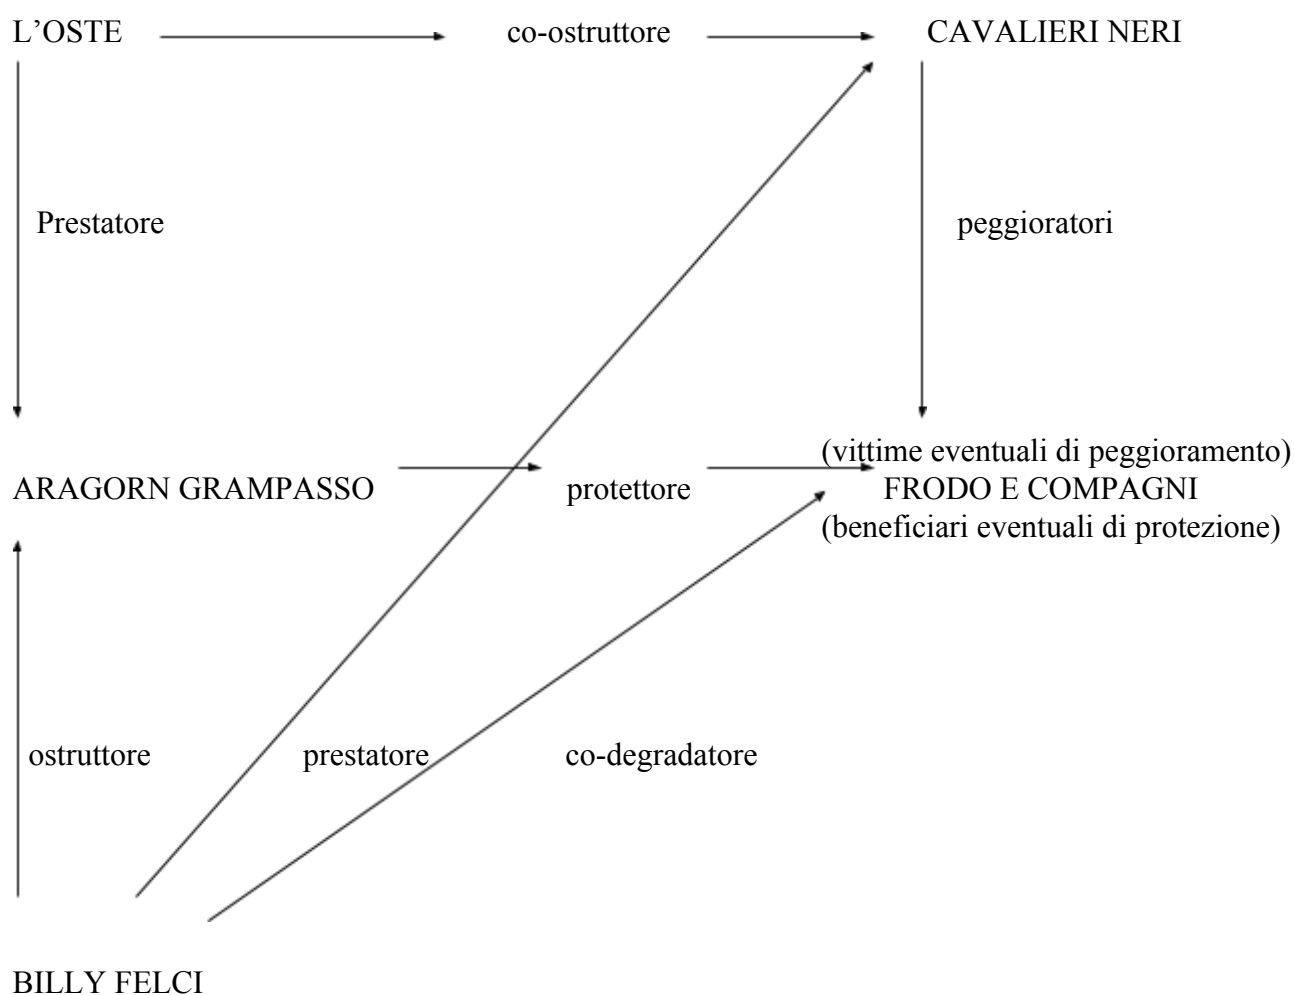 L’OSTE co-ostruttore CAVALIERI NERI
Prestatore peggioratori
(vittime eventuali di peggioramento)
ARAGORN GRAMPASSO protettore FRODO E COMPAGNI
(beneficiari eventuali di protezione)
ostruttore prestatore co-degradatore
BILLY FELCI